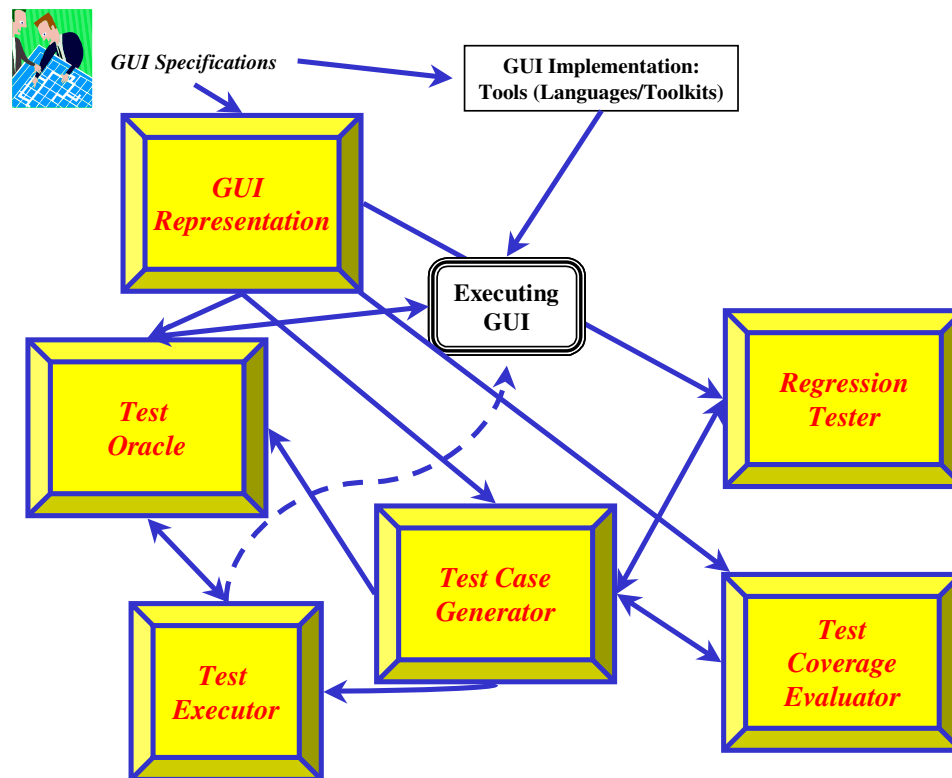 GUI Specifications
GUI Implementation:
Tools (Languages/Toolkits)
GUI
Representation
Executing
GUI
Test
Oracle
Regression
Tester
Test Case
Generator
Test
Executor
Test
Coverage
Evaluator